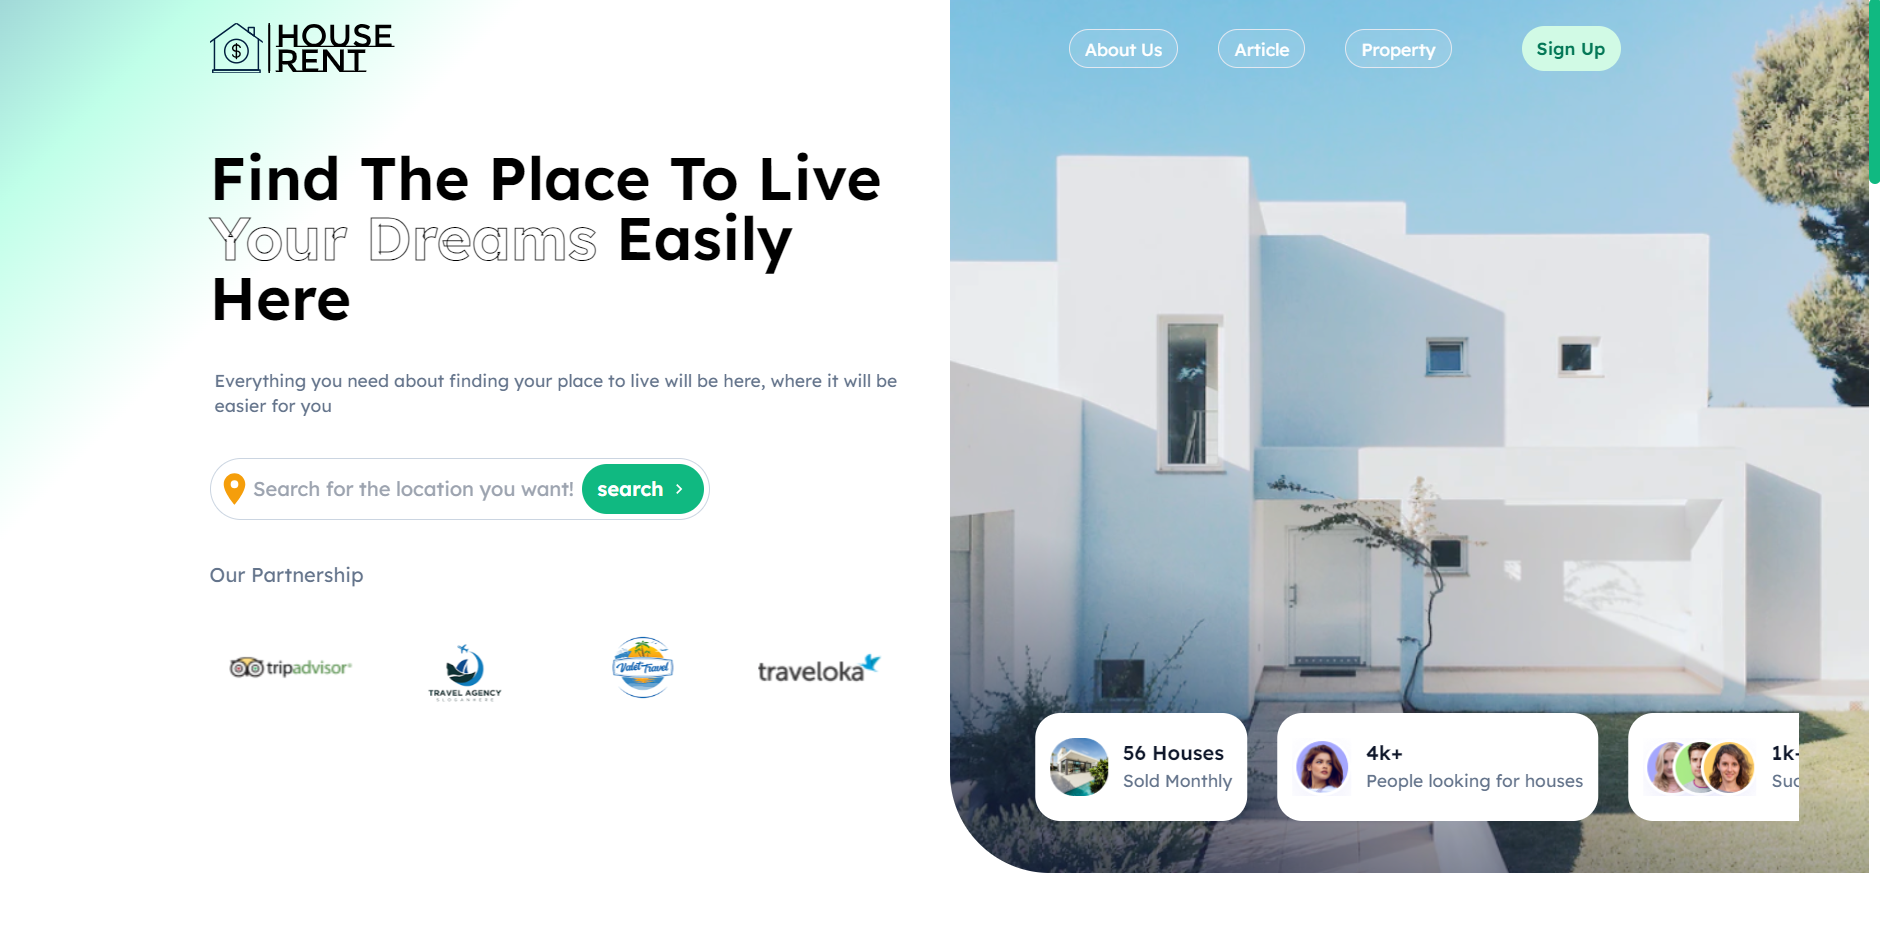 HOUSE
RENT
About Us
Article
Property
Sign Up
Find The Place To Live
Your Dreams Easily
Here
Everything you need about finding your place to live will be here, where it will be
easier for you
Search for the location you want!
search
Our Partnership
tripadvisor®
TRAVEL AGENCY
SLOGANHERE
Valet Travel
traveloka
56 Houses
Sold Monthly
4k+
People looking for houses